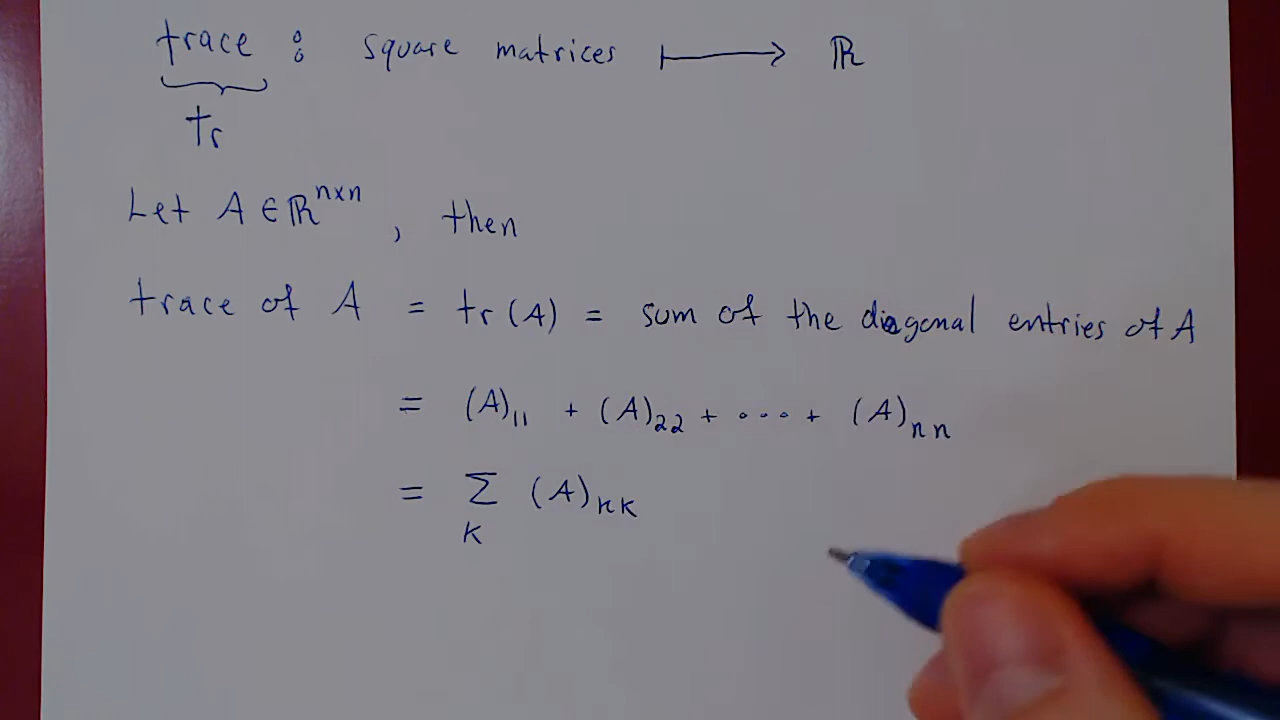 trace : square matrices ⟼ ℝ
tr
Let A ∈ ℝ^{n×n} , then
trace of A = tr (A) = sum of the diagonal entries of A
= (A)₁₁ + (A)₂₂ + ... + (A)ₙₙ
= Σ_k (A)ₖₖ